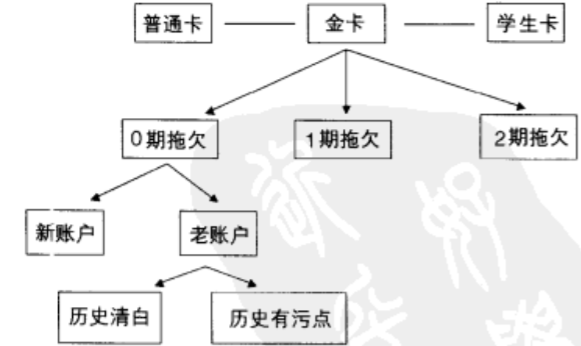 普通卡
金卡
学生卡
0期拖欠
1期拖欠
2期拖欠
新账户
老账户
历史清白
历史有污点